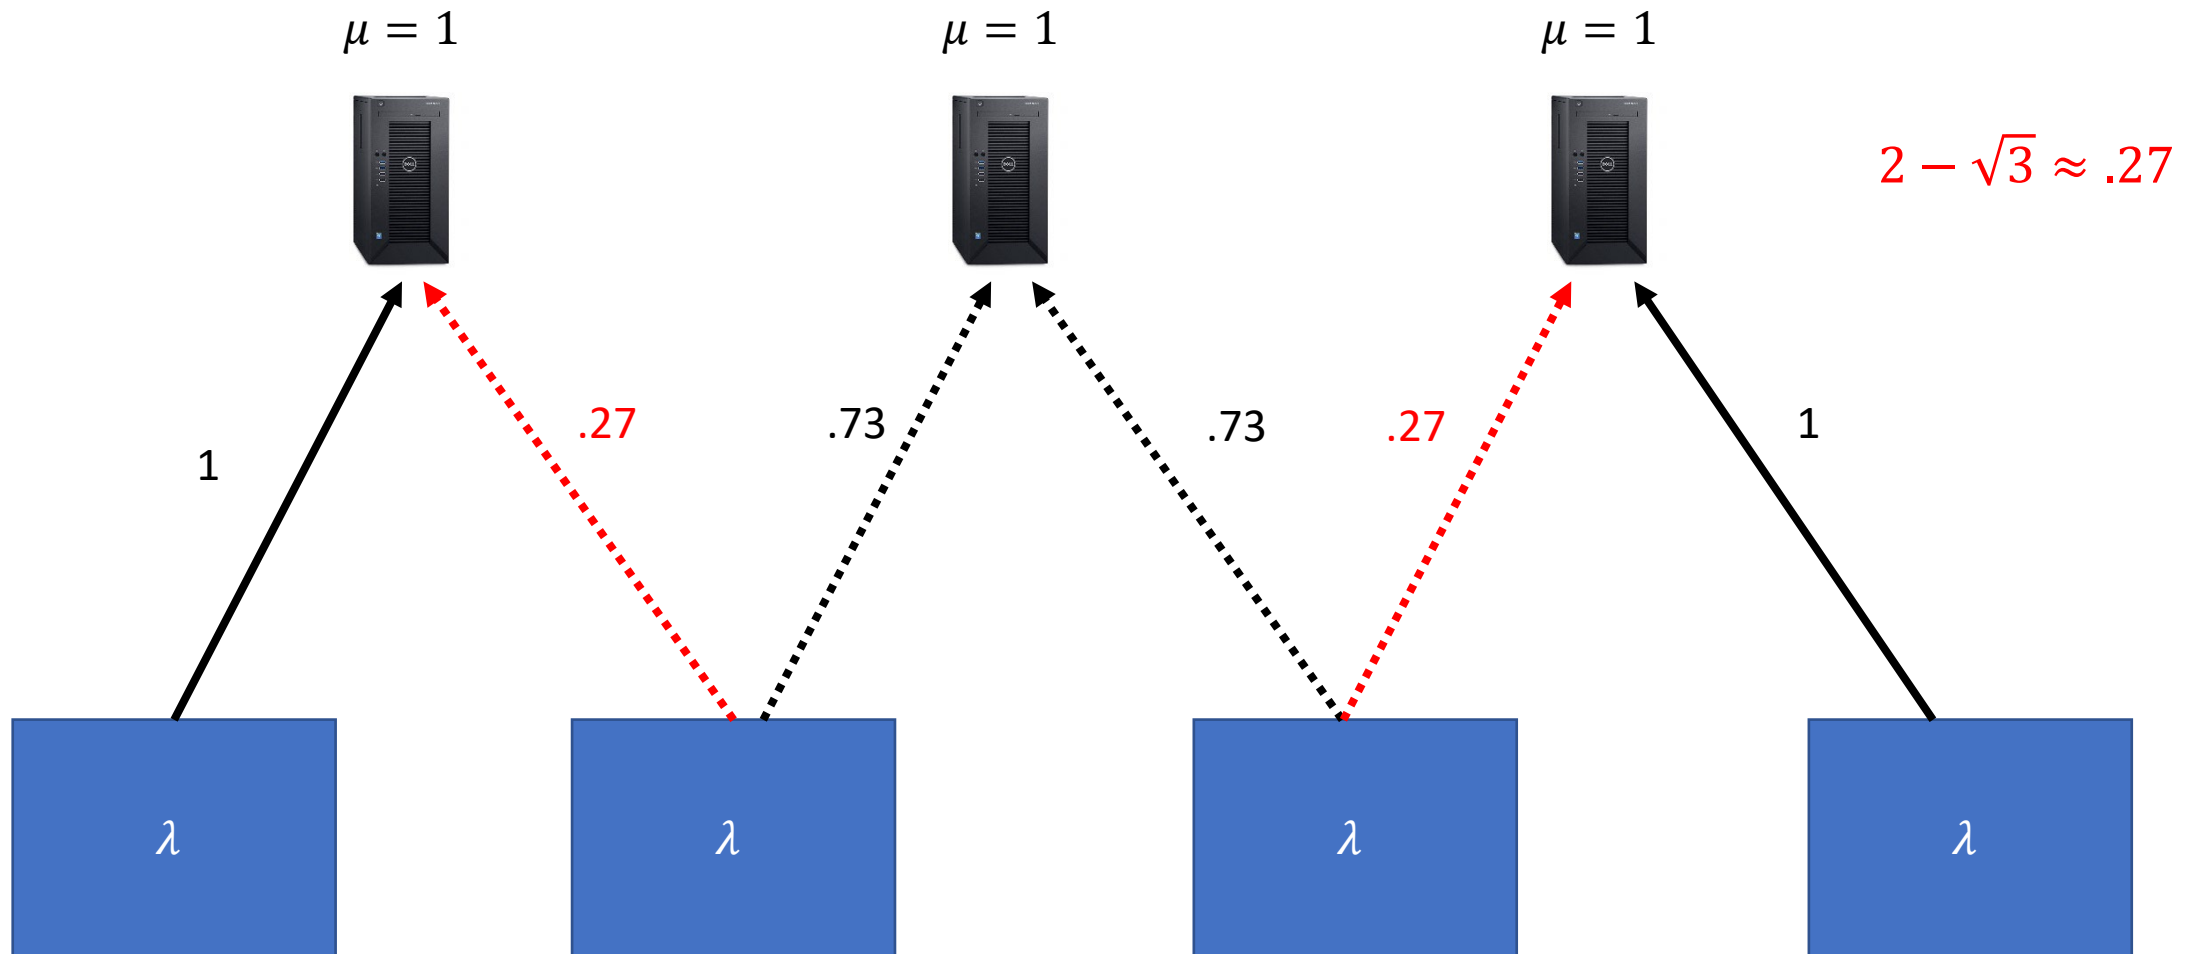 μ = 1
μ = 1
μ = 1
2 − √3 ≈ .27
1
.27
.73
.73
.27
1
λ
λ
λ
λ